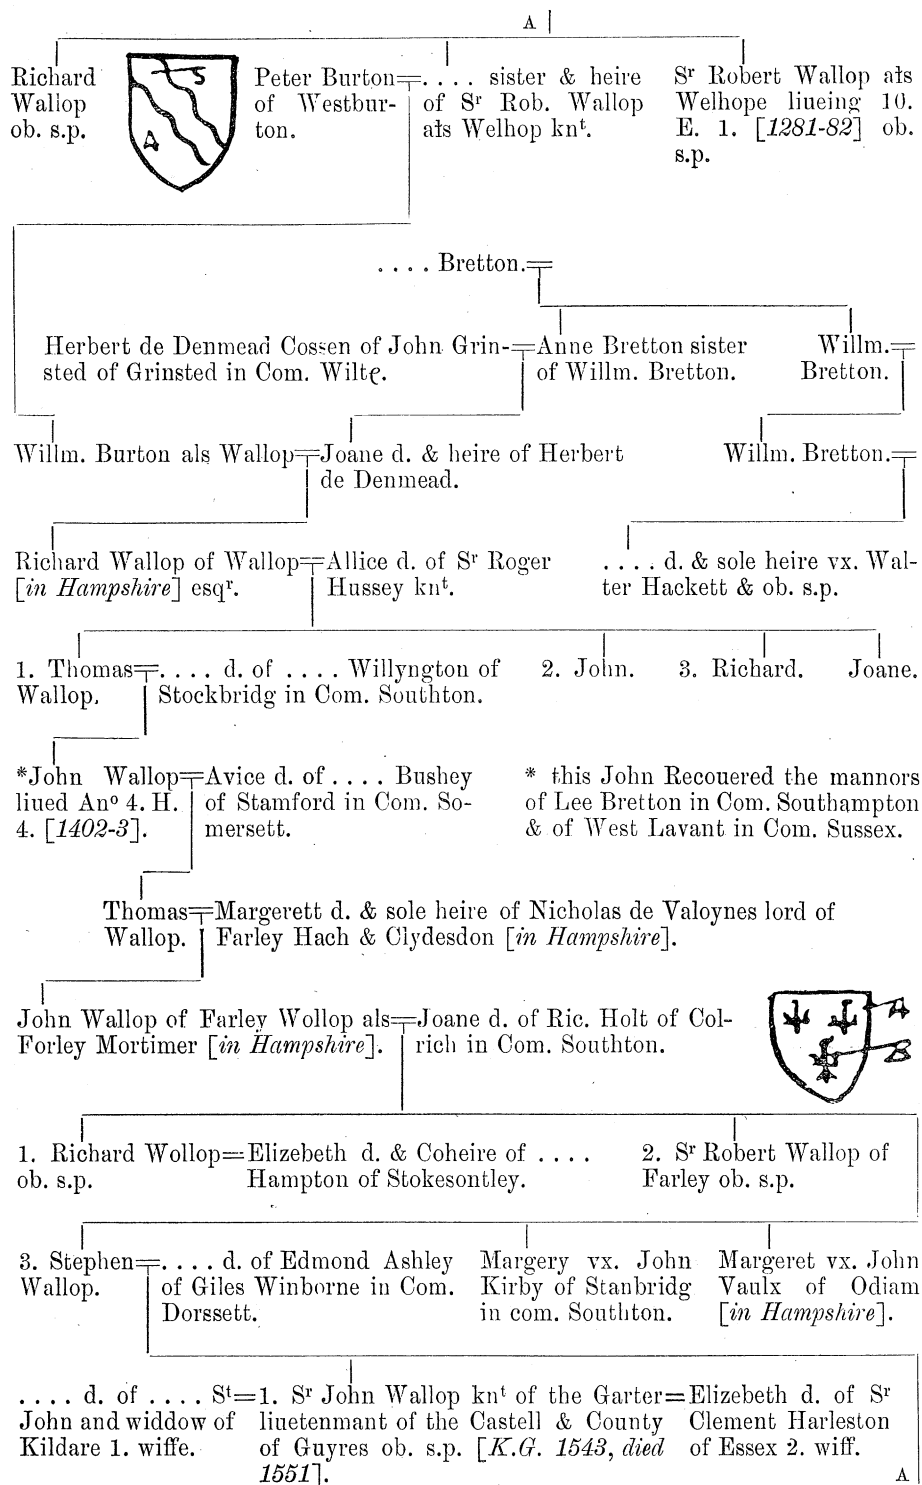 A
Richard
Wallop
ob. s.p.
S
A
Peter Burton=. . . . sister & heire
of Westbur-
ton.
of Sʳ Rob. Wallop
ałs Welhop knᵗ.
Sʳ Robert Wallop ałs
Welhope liueing 10.
E. 1. [1281-82] ob.
s.p.
. . . . Bretton.=
Herbert de Denmead Cossen of John Grin-
sted of Grinsted in Com. Wiltę.
=Anne Bretton sister
of Willm. Bretton.
Willm.=
Bretton.
Willm. Burton als Wallop=Joane d. & heire of Herbert
de Denmead.
Willm. Bretton.=
Richard Wallop of Wallop=Allice d. of Sʳ Roger
[in Hampshire] esqʳ.
Hussey knᵗ.
. . . . d. & sole heire vx. Wal-
ter Hackett & ob. s.p.
1. Thomas=. . . . d. of . . . . Willyngton of
Wallop.
Stockbridg in Com. Southton.
2. John.
3. Richard.
Joane.
*John Wallop=Avice d. of . . . . Bushey
liued Anº 4. H.
4. [1402-3].
of Stamford in Com. So-
mersett.
* this John Recouered the mannors
of Lee Bretton in Com. Southampton
& of West Lavant in Com. Sussex.
Thomas=Margerett d. & sole heire of Nicholas de Valoynes lord of
Wallop.
Farley Hach & Clydesdon [in Hampshire].
John Wallop of Farley Wollop als=Joane d. of Ric. Holt of Col-
Forley Mortimer [in Hampshire].
rich in Com. Southton.
A
B
1. Richard Wollop=Elizebeth d. & Coheire of . . . .
ob. s.p.
Hampton of Stokesontley.
2. Sʳ Robert Wallop of
Farley ob. s.p.
3. Stephen=. . . . d. of Edmond Ashley
Wallop.
of Giles Winborne in Com.
Dorssett.
Margery vx. John
Kirby of Stanbridg
in com. Southton.
Margeret vx. John
Vaulx of Odiam
[in Hampshire].
. . . . d. of . . . . Sᵗ=1. Sʳ John Wallop knᵗ of the Garter=Elizebeth d. of Sʳ
John and widdow of
Kildare 1. wiffe.
liuetenmant of the Castell & County
of Guyres ob. s.p. [K.G. 1543, died
1551].
Clement Harleston
of Essex 2. wiff.
A